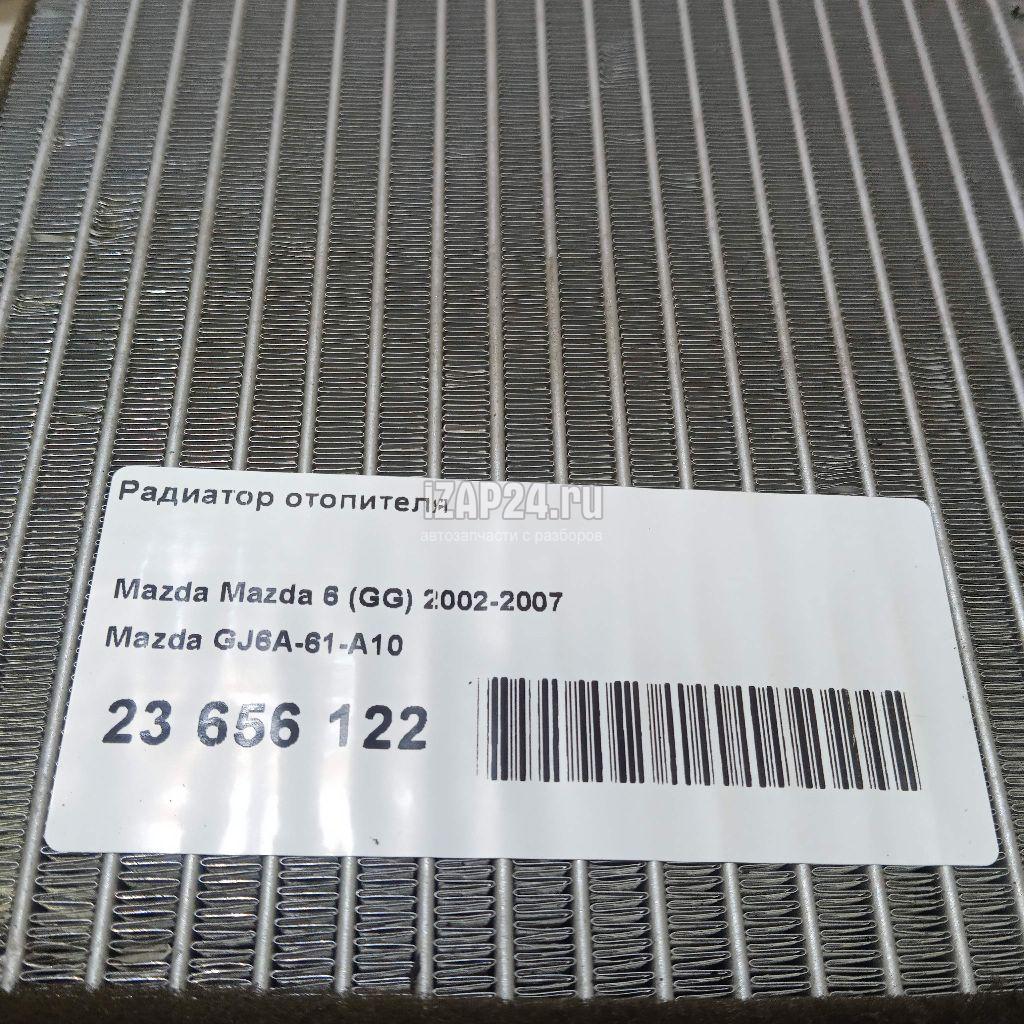 Радиатор отопителя
iZAP24.ru
автозапчасти с разборов
Mazda Mazda 6 (GG) 2002-2007
Mazda GJ6A-61-A10
23 656 122